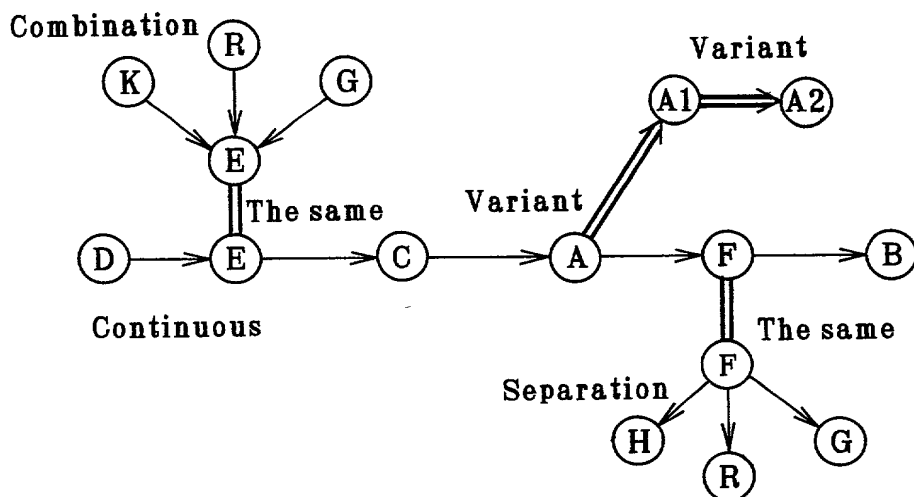 Combination
R
K
G
Variant
A1
A2
E
The same
Variant
D
E
C
A
F
B
Continuous
The same
F
Separation
H
R
G